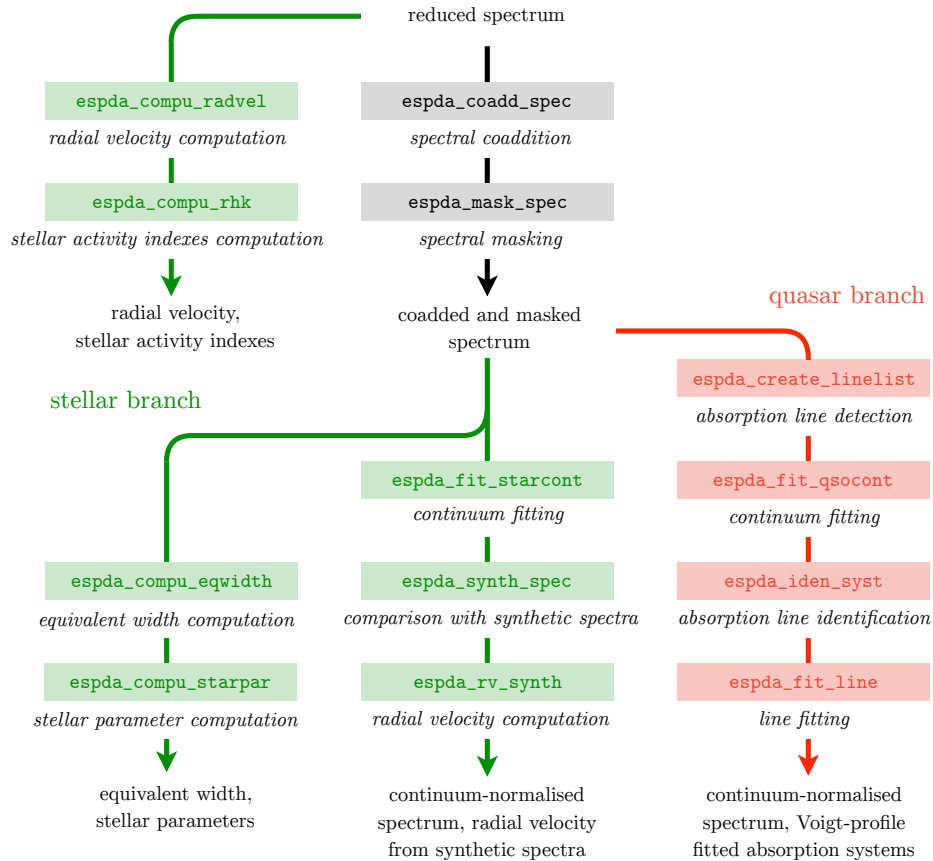 reduced spectrum
espda_compu_radvel
radial velocity computation
espda_compu_rhk
stellar activity indexes computation
radial velocity,
stellar activity indexes
espda_coadd_spec
spectral coaddition
espda_mask_spec
spectral masking
coadded and masked
spectrum
quasar branch
espda_create_linelist
absorption line detection
espda_fit_qsocont
continuum fitting
espda_iden_syst
absorption line identification
espda_fit_line
line fitting
continuum-normalised
spectrum, Voigt-profile
fitted absorption systems
stellar branch
espda_compu_eqwidth
equivalent width computation
espda_compu_starpar
stellar parameter computation
equivalent width,
stellar parameters
espda_fit_starcont
continuum fitting
espda_synth_spec
comparison with synthetic spectra
espda_rv_synth
radial velocity computation
continuum-normalised
spectrum, radial velocity
from synthetic spectra